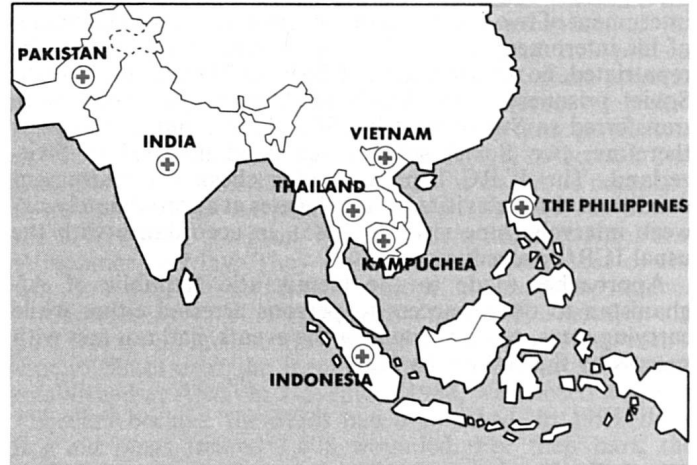 PAKISTAN
INDIA
VIETNAM
THAILAND
THE PHILIPPINES
KAMPUCHEA
INDONESIA